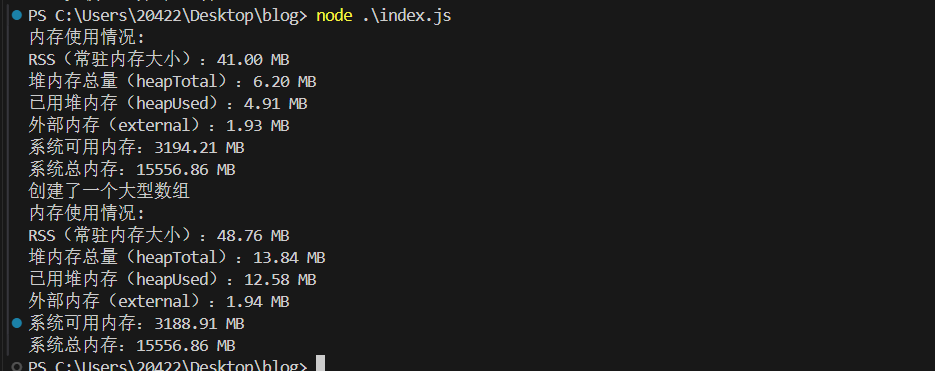 PS C:\Users\20422\Desktop\blog> node .\index.js
内存使用情况:
RSS（常驻内存大小）: 41.00 MB
堆内存总量（heapTotal）: 6.20 MB
已用堆内存（heapUsed）: 4.91 MB
外部内存（external）: 1.93 MB
系统可用内存: 3194.21 MB
系统总内存: 15556.86 MB
创建了一个大型数组
内存使用情况:
RSS（常驻内存大小）: 48.76 MB
堆内存总量（heapTotal）: 13.84 MB
已用堆内存（heapUsed）: 12.58 MB
外部内存（external）: 1.94 MB
系统可用内存: 3188.91 MB
系统总内存: 15556.86 MB
PS C:\Users\20422\Desktop\blog>